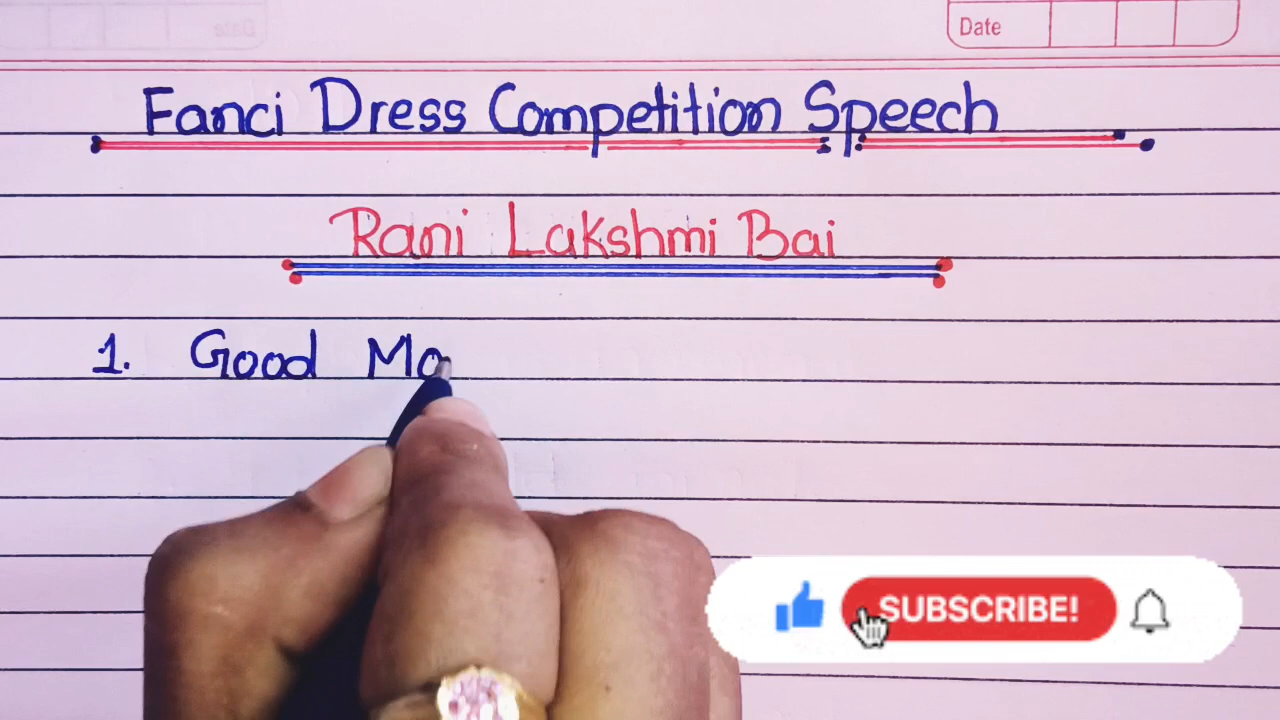 Date
Fanci Dress Competition Speech
Rani Lakshmi Bai
1. Good Mo
SUBSCRIBE!